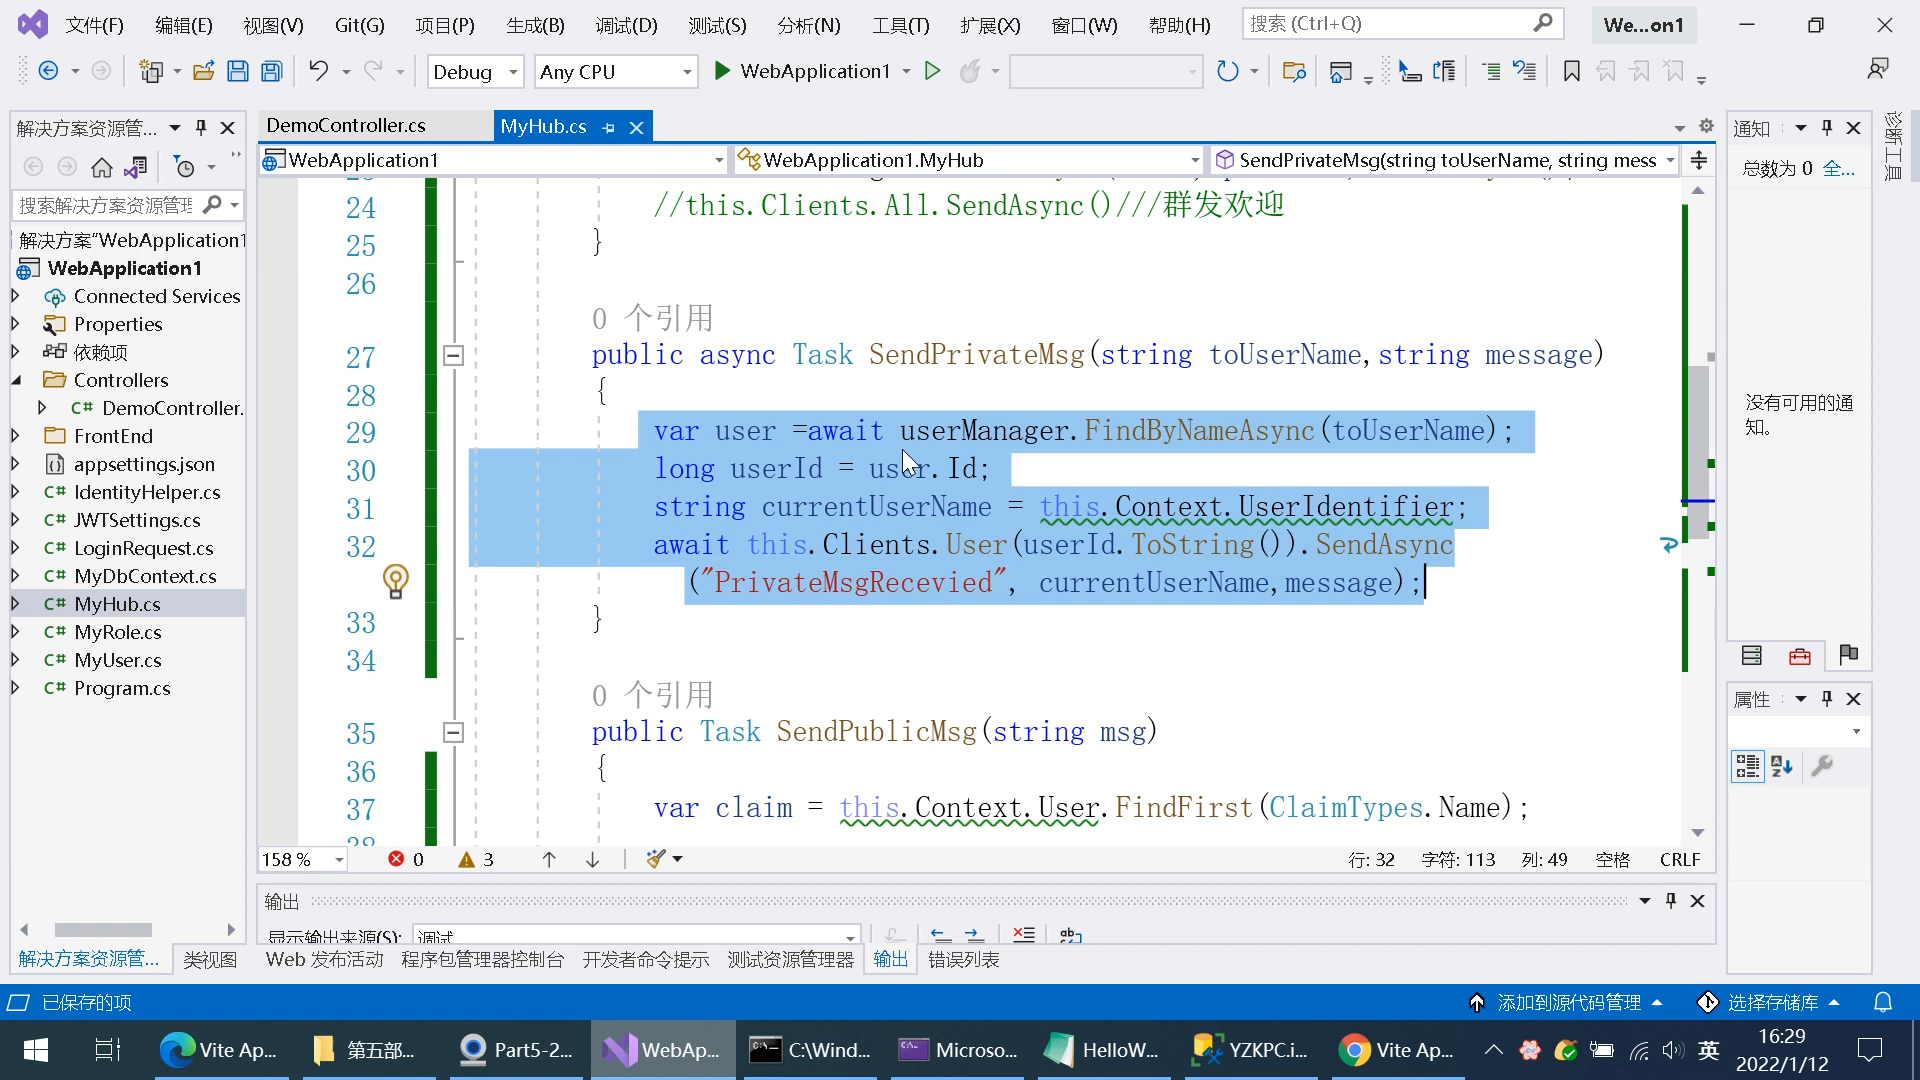 文件(F) 编辑(E) 视图(V) Git(G) 项目(P) 生成(B) 调试(D) 测试(S) 分析(N) 工具(T) 扩展(X) 窗口(W) 帮助(H) 搜索 (Ctrl+Q) We...on1
Debug Any CPU WebApplication1
解决方案资源管...
搜索解决方案资源管理
解决方案"WebApplication1
WebApplication1
Connected Services
Properties
依赖项
Controllers
C# DemoController.
FrontEnd
appsettings.json
C# IdentityHelper.cs
C# JWTSettings.cs
C# LoginRequest.cs
C# MyDbContext.cs
C# MyHub.cs
C# MyRole.cs
C# MyUser.cs
C# Program.cs
解决方案资源管... 类视图
DemoController.cs MyHub.cs
WebApplication1 WebApplication1.MyHub SendPrivateMsg(string toUserName, string mess
24 //this.Clients.All.SendAsync()///群发欢迎
25 }
26
0 个引用
27 public async Task SendPrivateMsg(string toUserName,string message)
28 {
29 var user =await userManager.FindByNameAsync(toUserName);
30 long userId = user.Id;
31 string currentUserName = this.Context.UserIdentifier;
32 await this.Clients.User(userId.ToString()).SendAsync
("PrivateMsgRecevied", currentUserName,message);
33 }
34
0 个引用
35 public Task SendPublicMsg(string msg)
36 {
37 var claim = this.Context.User.FindFirst(ClaimTypes.Name);
158 % 0 3 行: 32 字符: 113 列: 49 空格 CRLF
输出
显示输出来源(S): 调试
Web 发布活动 程序包管理器控制台 开发者命令提示 测试资源管理器 输出 错误列表
通知
总数为 0 全...
没有可用的通
知。
属性
诊断工具
已保存的项 添加到源代码管理 选择存储库
Vite Ap... 第五部... Part5-2... WebAp... C:\Wind... Microso... HelloW... YZKPC.i... Vite Ap... 英 16:29
2022/1/12